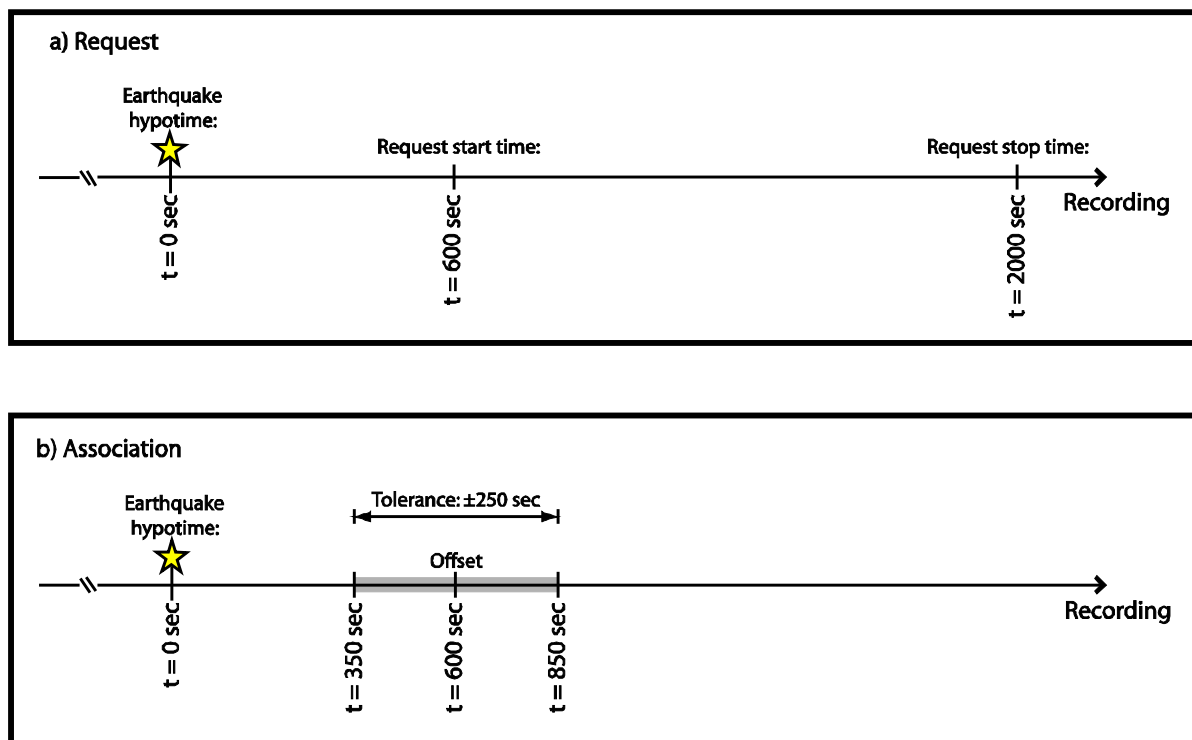 a) Request
Earthquake
hypotime:
Request start time:
Request stop time:
Recording
t = 0 sec
t = 600 sec
t = 2000 sec
b) Association
Earthquake
hypotime:
Tolerance: ±250 sec
Offset
Recording
t = 0 sec
t = 350 sec
t = 600 sec
t = 850 sec